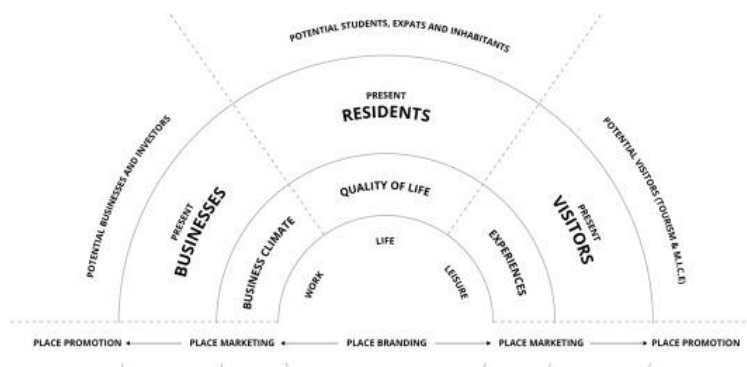 POTENTIAL STUDENTS, EXPATS AND INHABITANTS
PRESENT
RESIDENTS
POTENTIAL BUSINESSES AND INVESTORS
PRESENT
BUSINESSES
QUALITY OF LIFE
PRESENT
VISITORS
POTENTIAL VISITORS (TOURISM & M.I.C.E)
BUSINESS CLIMATE
EXPERIENCES
WORK
LIFE
LEISURE
PLACE PROMOTION PLACE MARKETING PLACE BRANDING PLACE MARKETING PLACE PROMOTION